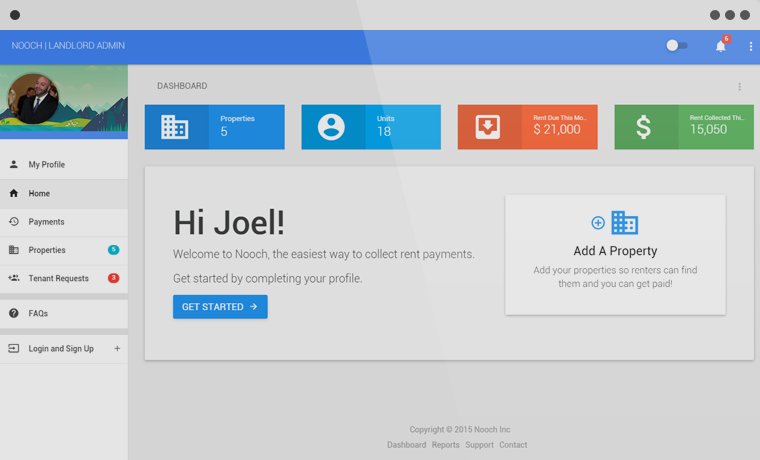 NOOCH | LANDLORD ADMIN
6
DASHBOARD
Properties
5
Units
18
Rent Due This Mo..
$ 21,000
Rent Collected Thi..
15,050
My Profile
Home
Payments
Properties 5
Tenant Requests 3
FAQs
Login and Sign Up +
Hi Joel!
Welcome to Nooch, the easiest way to collect rent payments.
Get started by completing your profile.
GET STARTED
Add A Property
Add your properties so renters can find
them and you can get paid!
Copyright © 2015 Nooch Inc
Dashboard Reports Support Contact